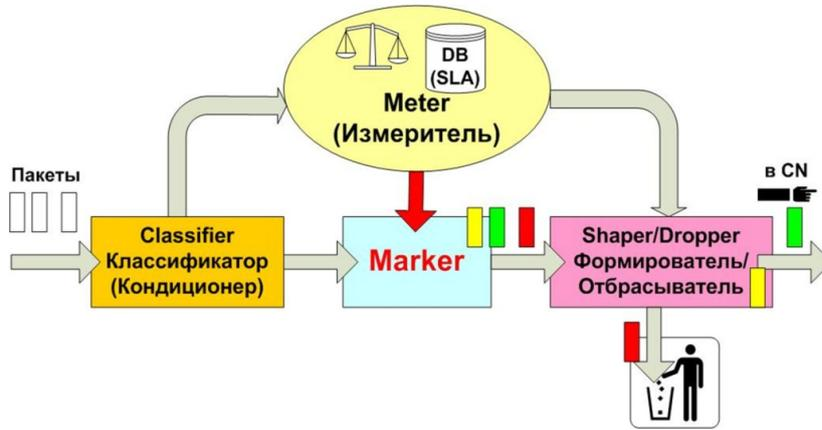 DB
(SLA)
Meter
(Измеритель)
Пакеты
в CN
Classifier
Классификатор
(Кондиционер)
Marker
Shaper/Dropper
Формирователь/
Отбрасыватель